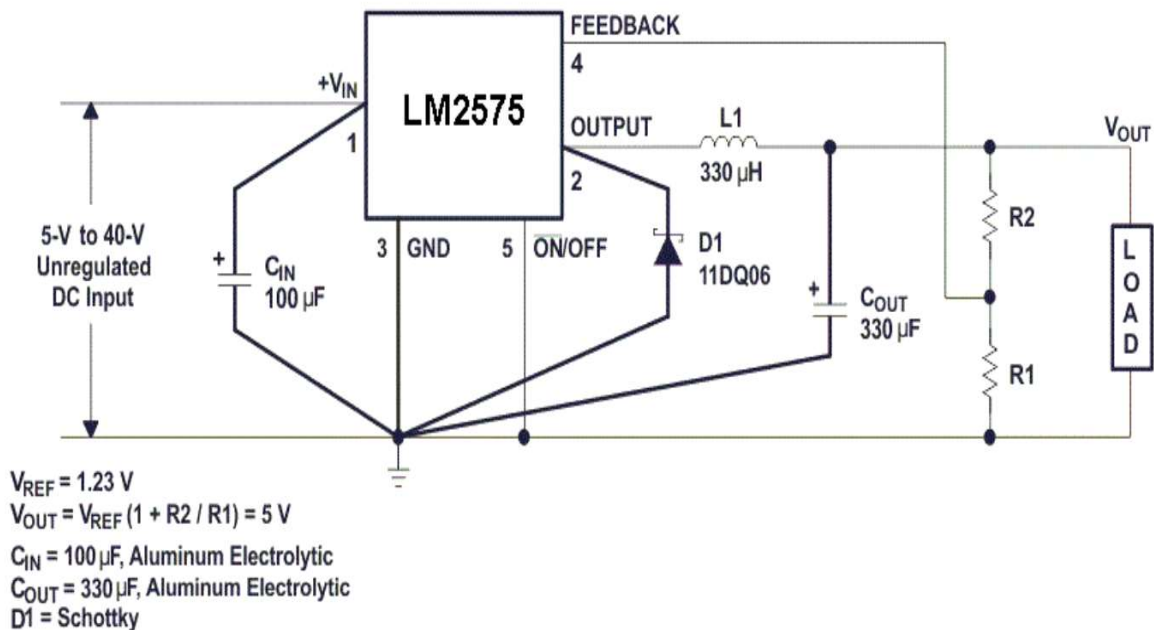 FEEDBACK
4
+VIN
LM2575
1
OUTPUT
2
L1
330 µH
VOUT
5-V to 40-V
Unregulated
DC Input
+
CIN
100 µF
3 GND
5 ON/OFF
D1
11DQ06
+
COUT
330 µF
R2
R1
LOAD
VREF = 1.23 V
VOUT = VREF (1 + R2 / R1) = 5 V
CIN = 100 µF, Aluminum Electrolytic
COUT = 330 µF, Aluminum Electrolytic
D1 = Schottky